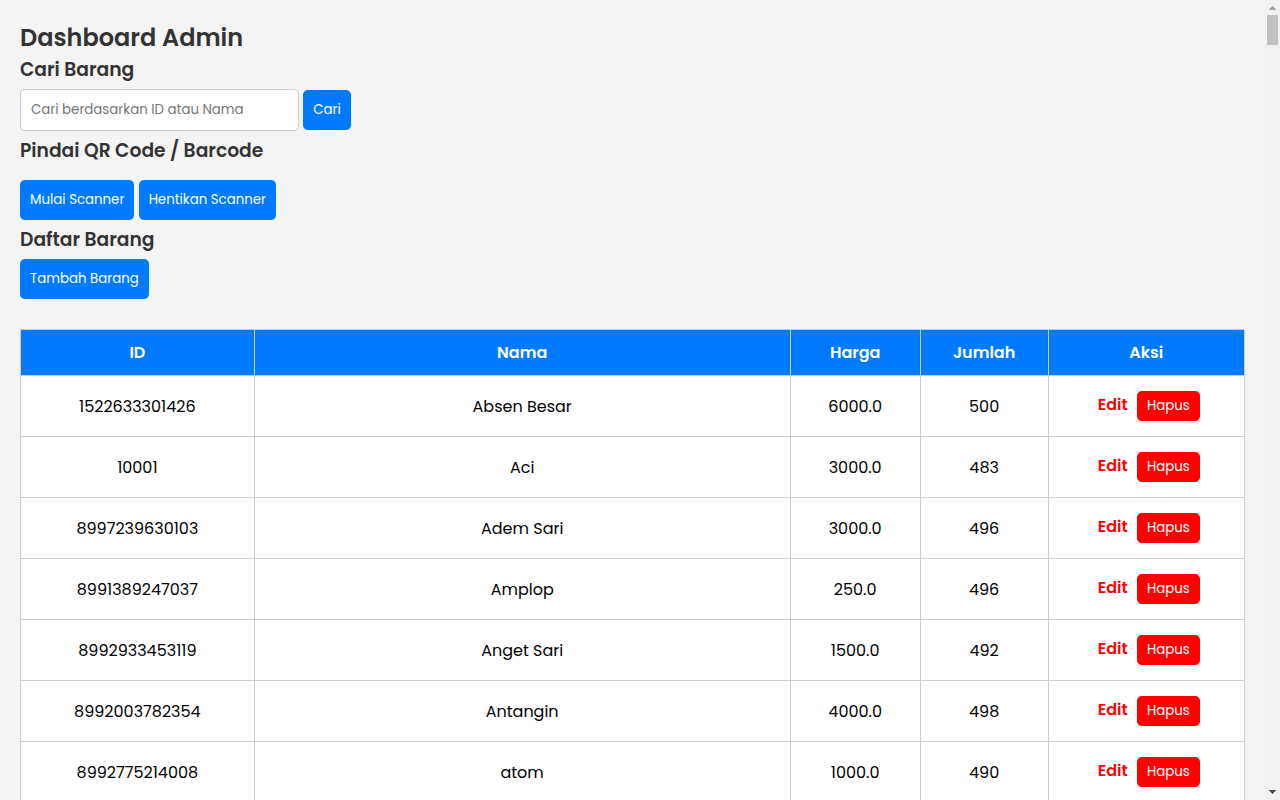 Dashboard Admin
Cari Barang
Cari berdasarkan ID atau Nama Cari
Pindai QR Code / Barcode
Mulai Scanner Hentikan Scanner
Daftar Barang
Tambah Barang
ID Nama Harga Jumlah Aksi
1522633301426 Absen Besar 6000.0 500 Edit Hapus
10001 Aci 3000.0 483 Edit Hapus
8997239630103 Adem Sari 3000.0 496 Edit Hapus
8991389247037 Amplop 250.0 496 Edit Hapus
8992933453119 Anget Sari 1500.0 492 Edit Hapus
8992003782354 Antangin 4000.0 498 Edit Hapus
8992775214008 atom 1000.0 490 Edit Hapus